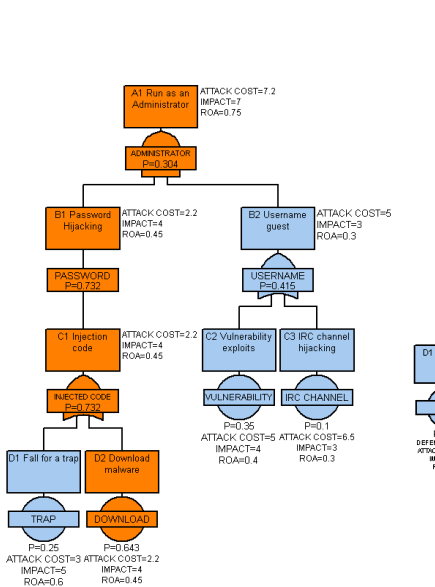 A1 Run as an
Administrator
ATTACK COST=7.2
IMPACT=7
ROA=0.75
ADMINISTRATOR
P=0.304
B1 Password
Hijacking
ATTACK COST=2.2
IMPACT=4
ROA=0.45
B2 Username
guest
ATTACK COST=5
IMPACT=3
ROA=0.3
PASSWORD
P=0.732
USERNAME
P=0.415
C1 Injection
code
ATTACK COST=2.2
IMPACT=4
ROA=0.45
C2 Vulnerability
exploits
C3 IRC channel
hijacking
D1
INJECTED CODE
P=0.732
VULNERABILITY
IRC CHANNEL
P=0.35
ATTACK COST=5
IMPACT=4
ROA=0.4
P=0.1
ATTACK COST=6.5
IMPACT=3
ROA=0.3
D1 Fall for a trap
D2 Download
malware
TRAP
DOWNLOAD
P=0.25
ATTACK COST=3
IMPACT=5
ROA=0.6
P=0.643
ATTACK COST=2.2
IMPACT=4
ROA=0.45